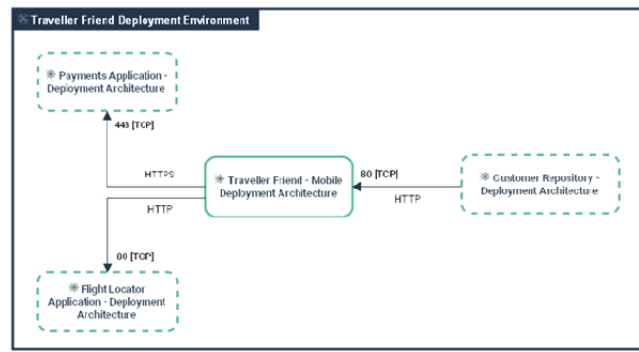 Traveller Friend Deployment Environment
Payments Application -
Deployment Architecture
443 [TCP]
HTTPS
HTTP
Traveller Friend - Mobile
Deployment Architecture
80 [TCP]
HTTP
Customer Repository -
Deployment Architecture
80 [TCP]
Flight Locator
Application - Deployment
Architecture